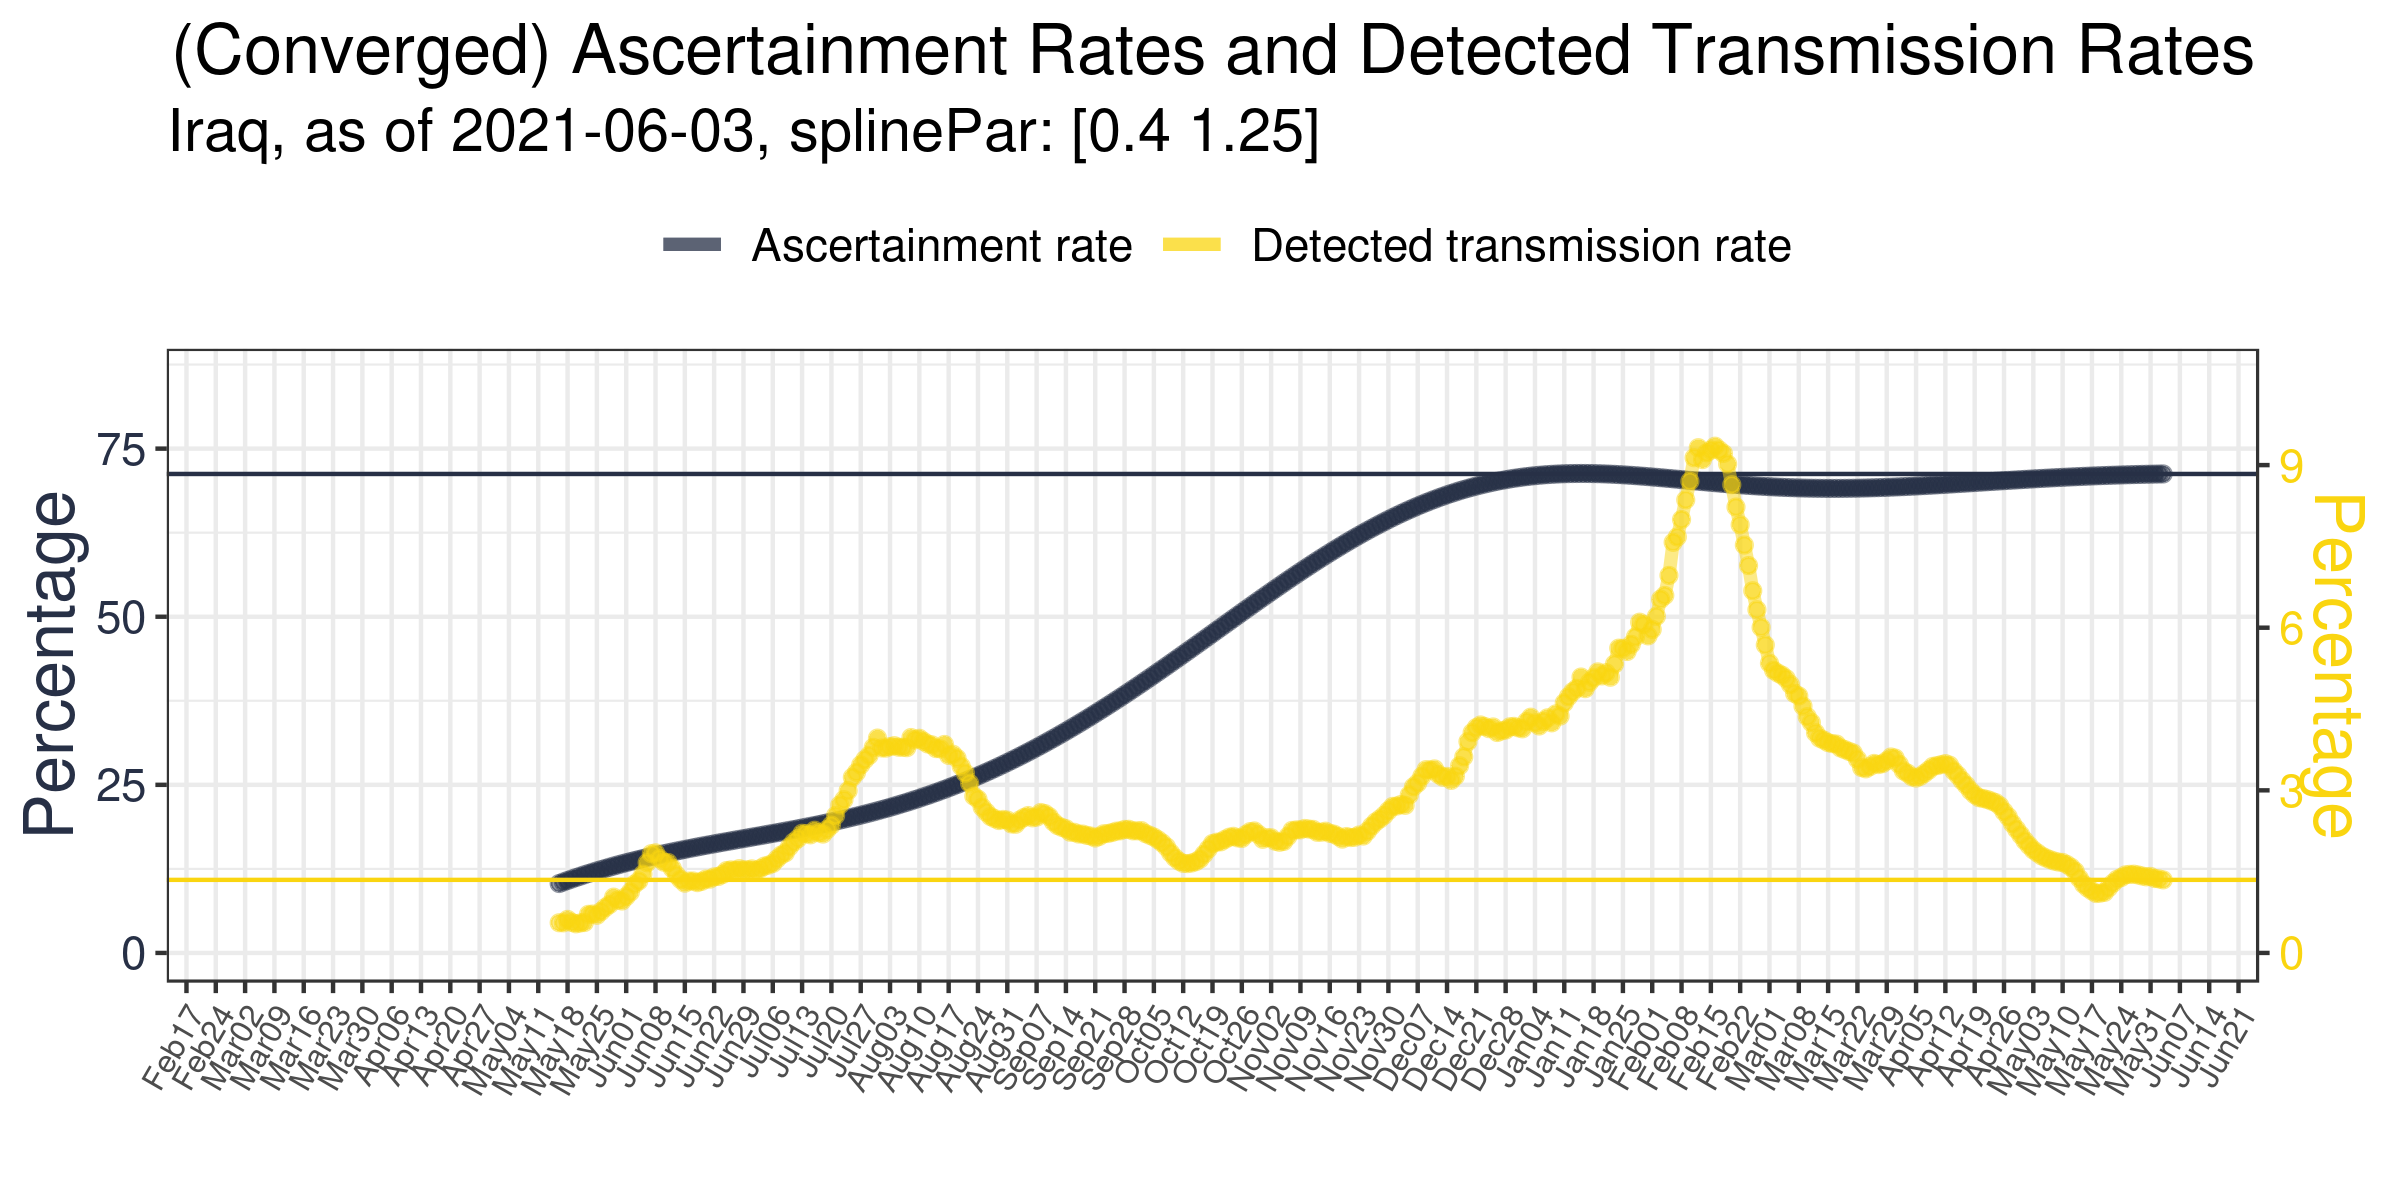 (Converged) Ascertainment Rates and Detected Transmission Rates
Iraq, as of 2021-06-03, splinePar: [0.4 1.25]
Ascertainment rate
Detected transmission rate
Percentage
75
50
25
0
9
6
3
0
Percentage
Feb17
Feb24
Mar02
Mar09
Mar16
Mar23
Mar30
Apr06
Apr13
Apr20
Apr27
May04
May11
May18
May25
Jun01
Jun08
Jun15
Jun22
Jun29
Jul06
Jul13
Jul20
Jul27
Aug03
Aug10
Aug17
Aug24
Aug31
Sep07
Sep14
Sep21
Sep28
Oct05
Oct12
Oct19
Oct26
Nov02
Nov09
Nov16
Nov23
Nov30
Dec07
Dec14
Dec21
Dec28
Jan04
Jan11
Jan18
Jan25
Feb01
Feb08
Feb15
Feb22
Mar01
Mar08
Mar15
Mar22
Mar29
Apr05
Apr12
Apr19
Apr26
May03
May10
May17
May24
May31
Jun07
Jun14
Jun21